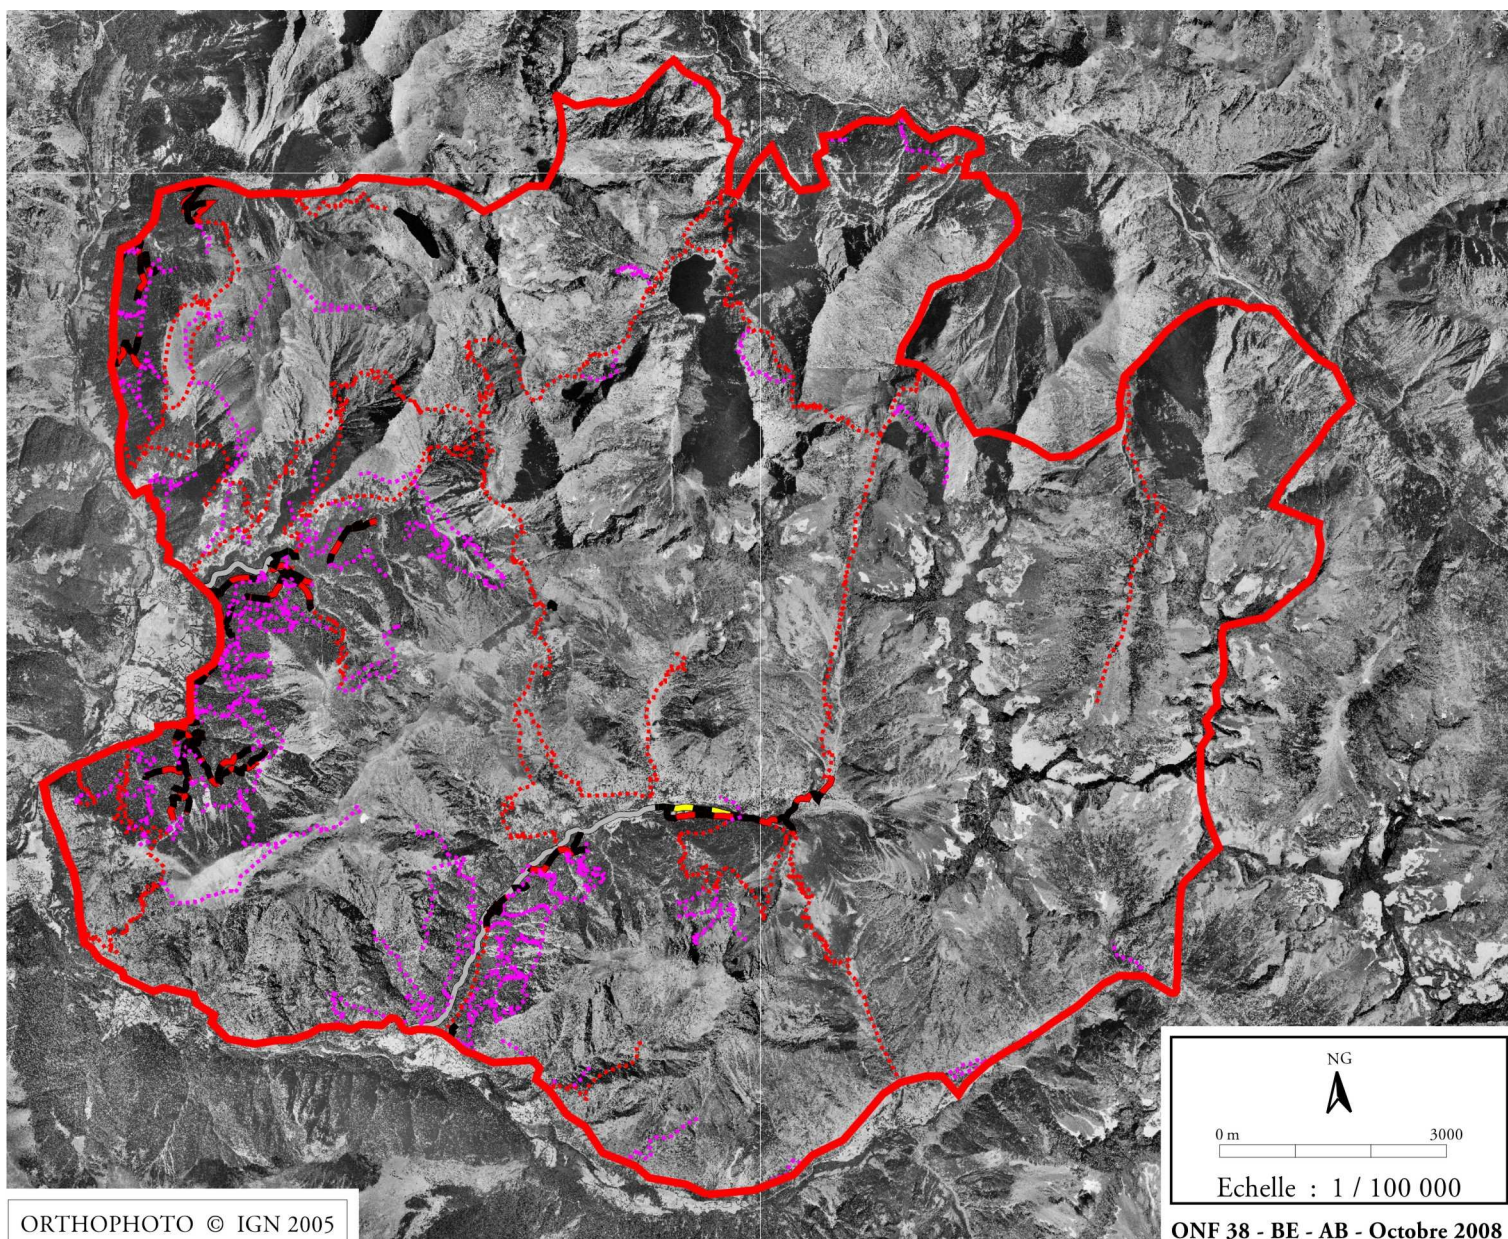 NG
0 m 3000
Echelle : 1 / 100 000
ORTHOPHOTO © IGN 2005
ONF 38 - BE - AB - Octobre 2008